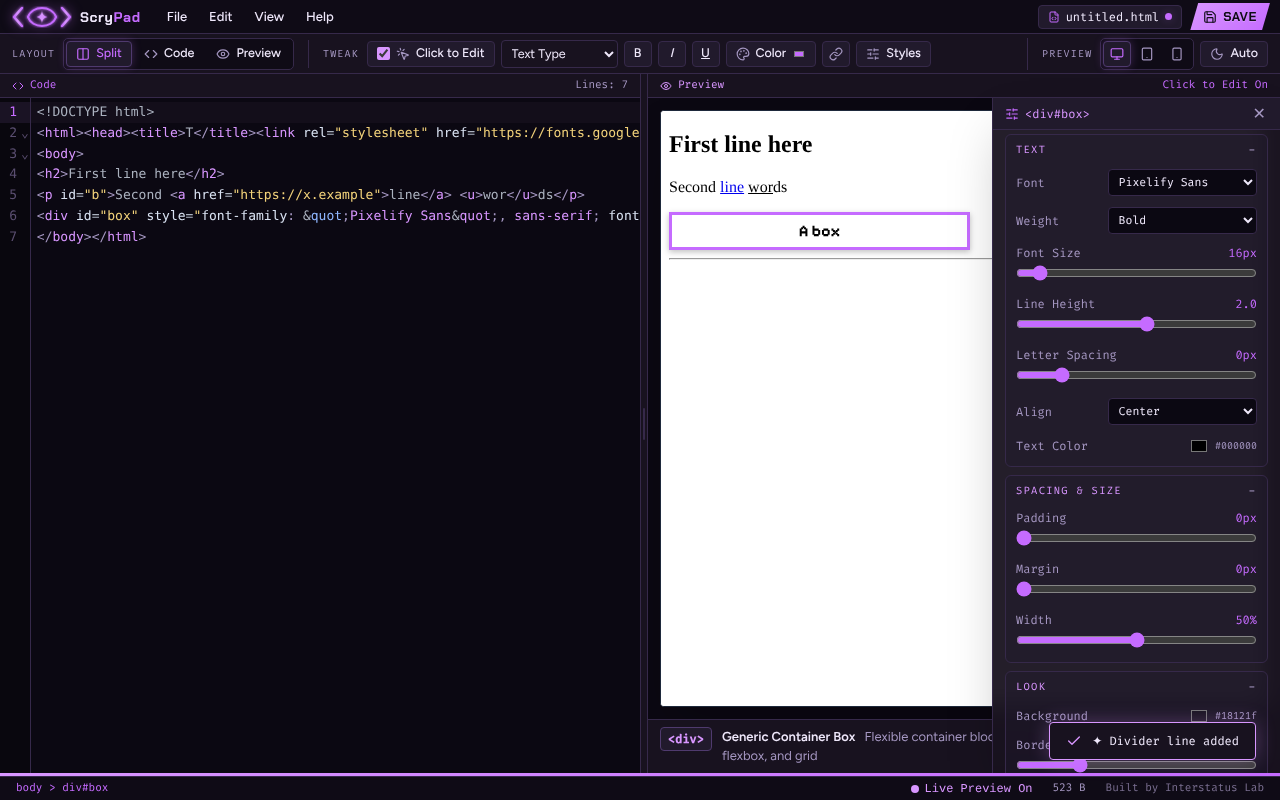 ScryPad File Edit View Help untitled.html SAVE
LAYOUT Split Code Preview TWEAK Click to Edit Text Type B I U Color Styles PREVIEW Auto
Code Lines: 7 Preview Click to Edit On
1 <!DOCTYPE html>
2 <html><head><title>T</title><link rel="stylesheet" href="https://fonts.google
3 <body>
4 <h2>First line here</h2>
5 <p id="b">Second <a href="https://x.example">line</a> <u>wor</u>ds</p>
6 <div id="box" style="font-family: &quot;Pixelify Sans&quot;, sans-serif; font
7 </body></html>
First line here
Second line words
A box
<div> Generic Container Box Flexible container bloc
flexbox, and grid
<div#box>
TEXT −
Font Pixelify Sans
Weight Bold
Font Size 16px
Line Height 2.0
Letter Spacing 0px
Align Center
Text Color #000000
SPACING & SIZE −
Padding 0px
Margin 0px
Width 50%
LOOK −
Background #18121f
Borde
✦ Divider line added
body > div#box Live Preview On 523 B Built by Interstatus Lab